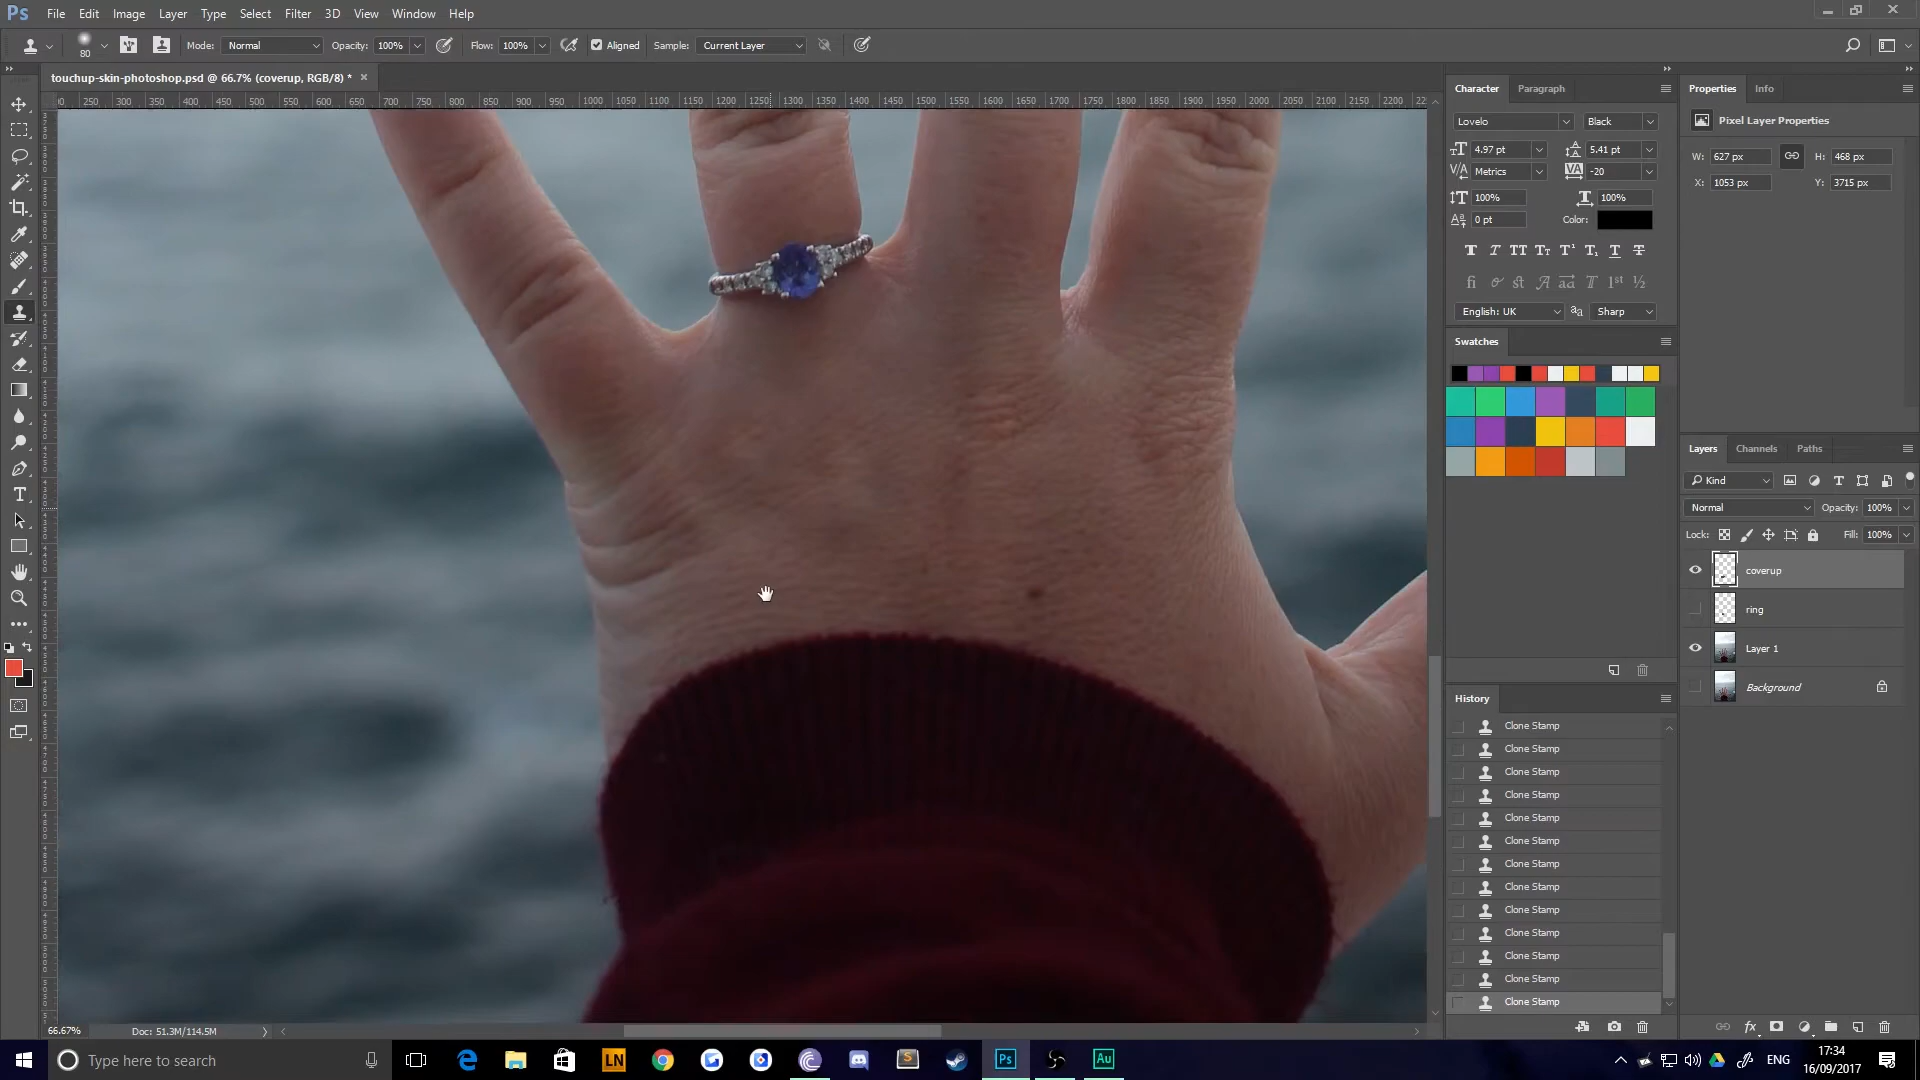 Ps File Edit Image Layer Type Select Filter 3D View Window Help
80 Mode: Normal Opacity: 100% Flow: 100% Aligned Sample: Current Layer
touchup-skin-photoshop.psd @ 66.7% (coverup, RGB/8) *
250 300 350 400 450 500 550 600 650 700 750 800 850 900 950 1000 1050 1100 1150 1200 1250 1300 1350 1400 1450 1500 1550 1600 1650 1700 1750 1800 1850 1900 1950 2000 2050 2100 2150 2200
Character Paragraph
Lovelo Black
4.97 pt 5.41 pt
Metrics -20
100% 100%
0 pt Color:
English: UK Sharp
Swatches
History
Clone Stamp
Clone Stamp
Clone Stamp
Clone Stamp
Clone Stamp
Clone Stamp
Clone Stamp
Clone Stamp
Clone Stamp
Clone Stamp
Clone Stamp
Clone Stamp
Clone Stamp
Properties Info
Pixel Layer Properties
W: 627 px H: 468 px
X: 1053 px Y: 3715 px
Layers Channels Paths
Kind
Normal Opacity: 100%
Lock: Fill: 100%
coverup
ring
Layer 1
Background
66.67% Doc: 51.3M/114.5M
Type here to search
LN
Ps
Au
ENG
17:34
16/09/2017